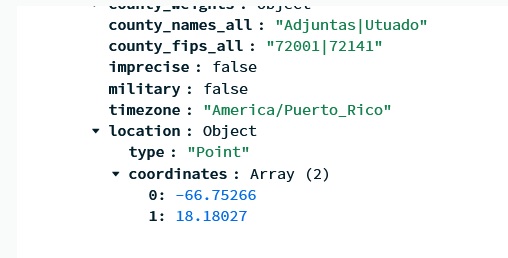 county_weights : Object
county_names_all : "Adjuntas|Utuado"
county_fips_all : "72001|72141"
imprecise : false
military : false
timezone : "America/Puerto_Rico"
location : Object
type : "Point"
coordinates : Array (2)
0: -66.75266
1: 18.18027